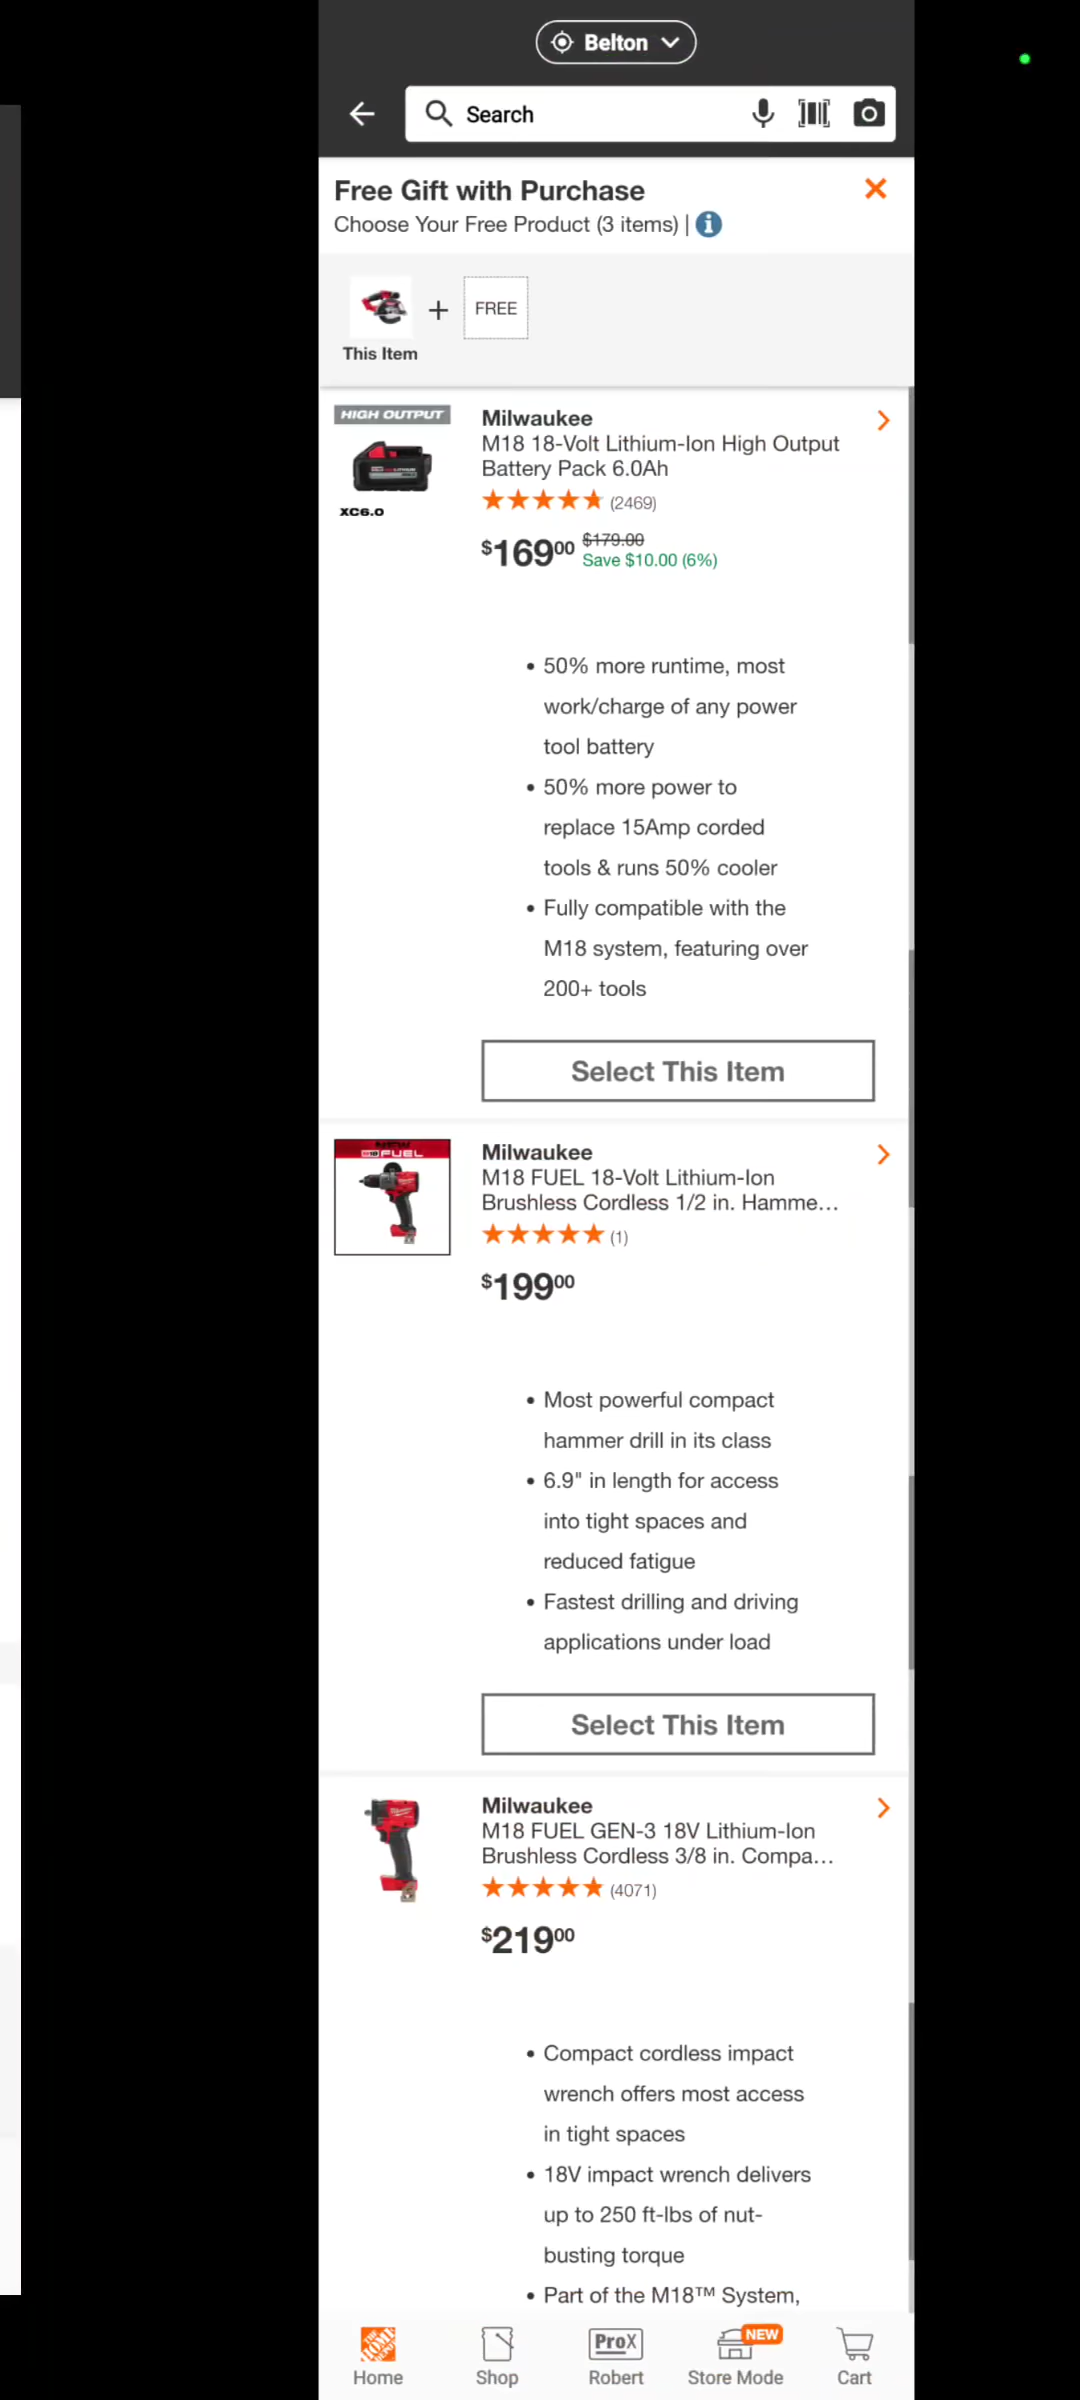 Belton
Search
Free Gift with Purchase
Choose Your Free Product (3 items) |
+
FREE
This Item
HIGH OUTPUT
XC6.0
Milwaukee
M18 18-Volt Lithium-Ion High Output
Battery Pack 6.0Ah
(2469)
$16900
$179.00
Save $10.00 (6%)
• 50% more runtime, most
work/charge of any power
tool battery
• 50% more power to
replace 15Amp corded
tools & runs 50% cooler
• Fully compatible with the
M18 system, featuring over
200+ tools
Select This Item
FUEL
Milwaukee
M18 FUEL 18-Volt Lithium-Ion
Brushless Cordless 1/2 in. Hamme...
(1)
$19900
• Most powerful compact
hammer drill in its class
• 6.9" in length for access
into tight spaces and
reduced fatigue
• Fastest drilling and driving
applications under load
Select This Item
Milwaukee
M18 FUEL GEN-3 18V Lithium-Ion
Brushless Cordless 3/8 in. Compa...
(4071)
$21900
• Compact cordless impact
wrench offers most access
in tight spaces
• 18V impact wrench delivers
up to 250 ft-lbs of nut-
busting torque
• Part of the M18™ System,
ProX
NEW
Home
Shop
Robert
Store Mode
Cart